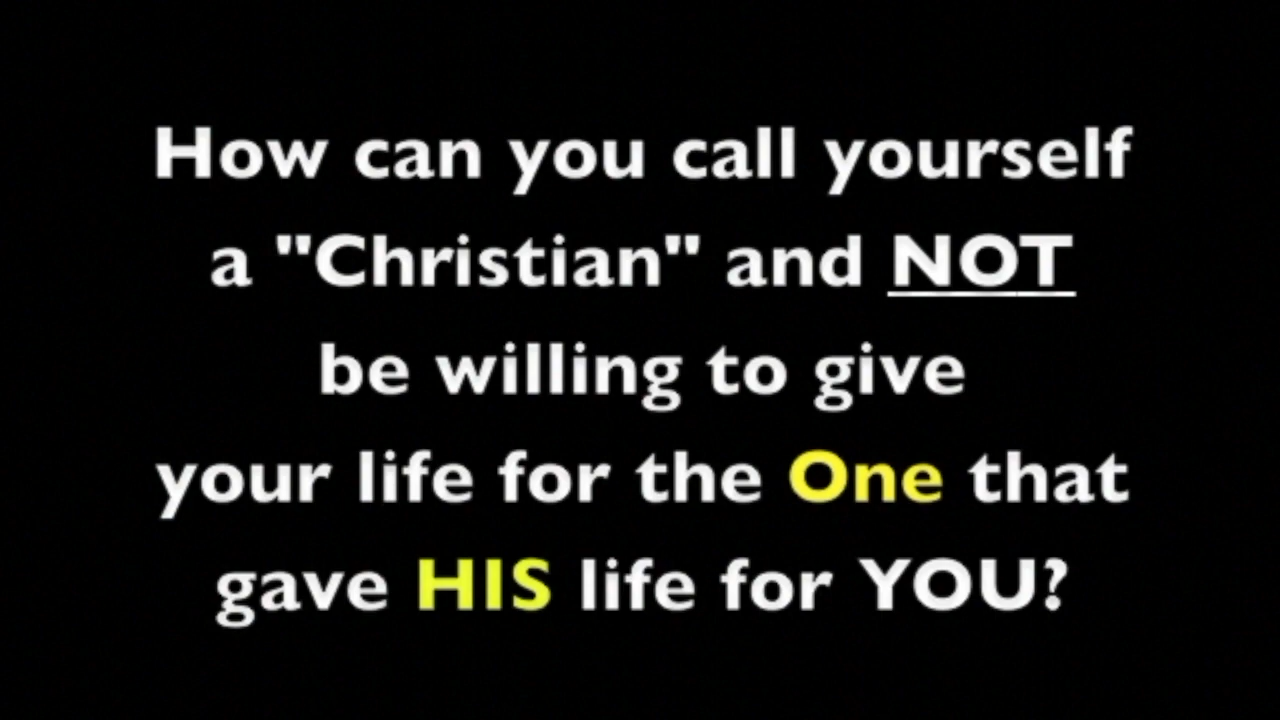 How can you call yourself
a "Christian" and NOT
be willing to give
your life for the One that
gave HIS life for YOU?